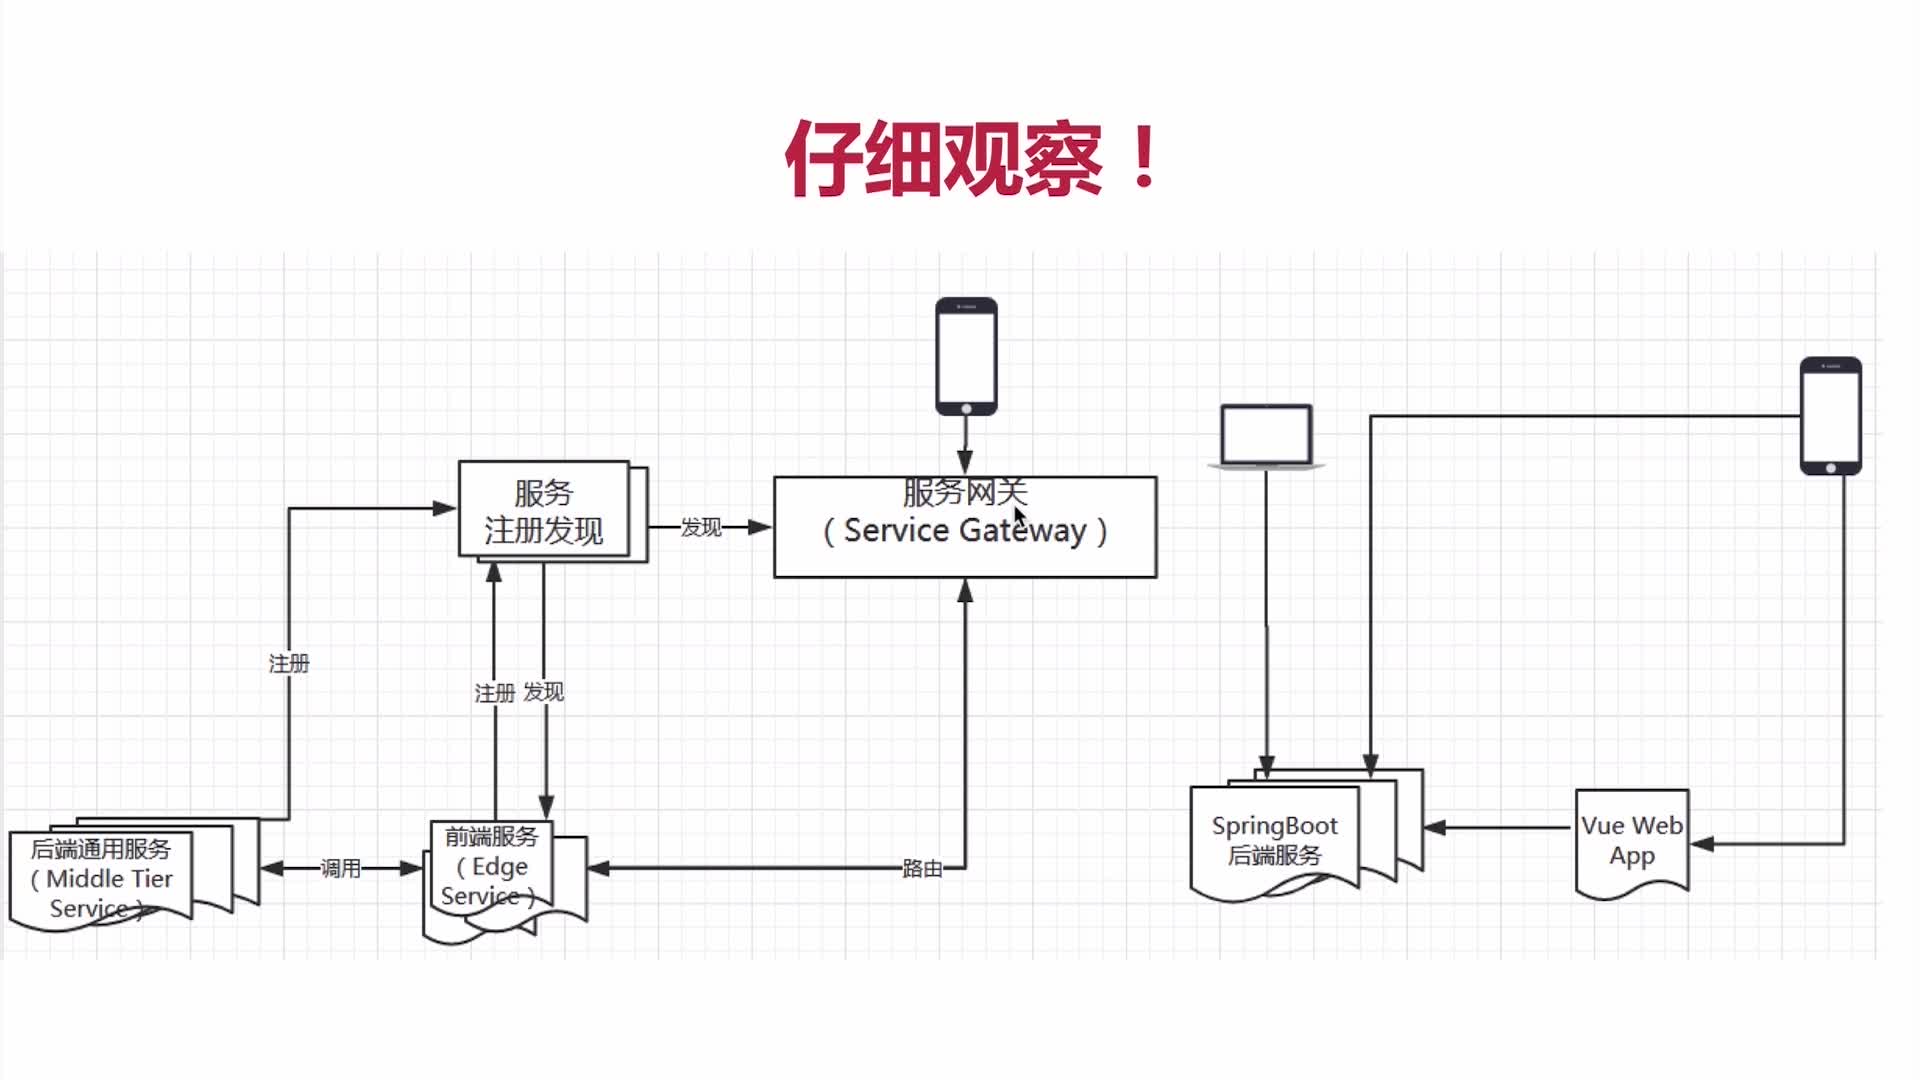 仔细观察！
服务
注册发现
发现
服务网关
（Service Gateway）
注册
注册
发现
后端通用服务
（Middle Tier
Service）
调用
前端服务
（Edge
Service）
路由
SpringBoot
后端服务
Vue Web
App